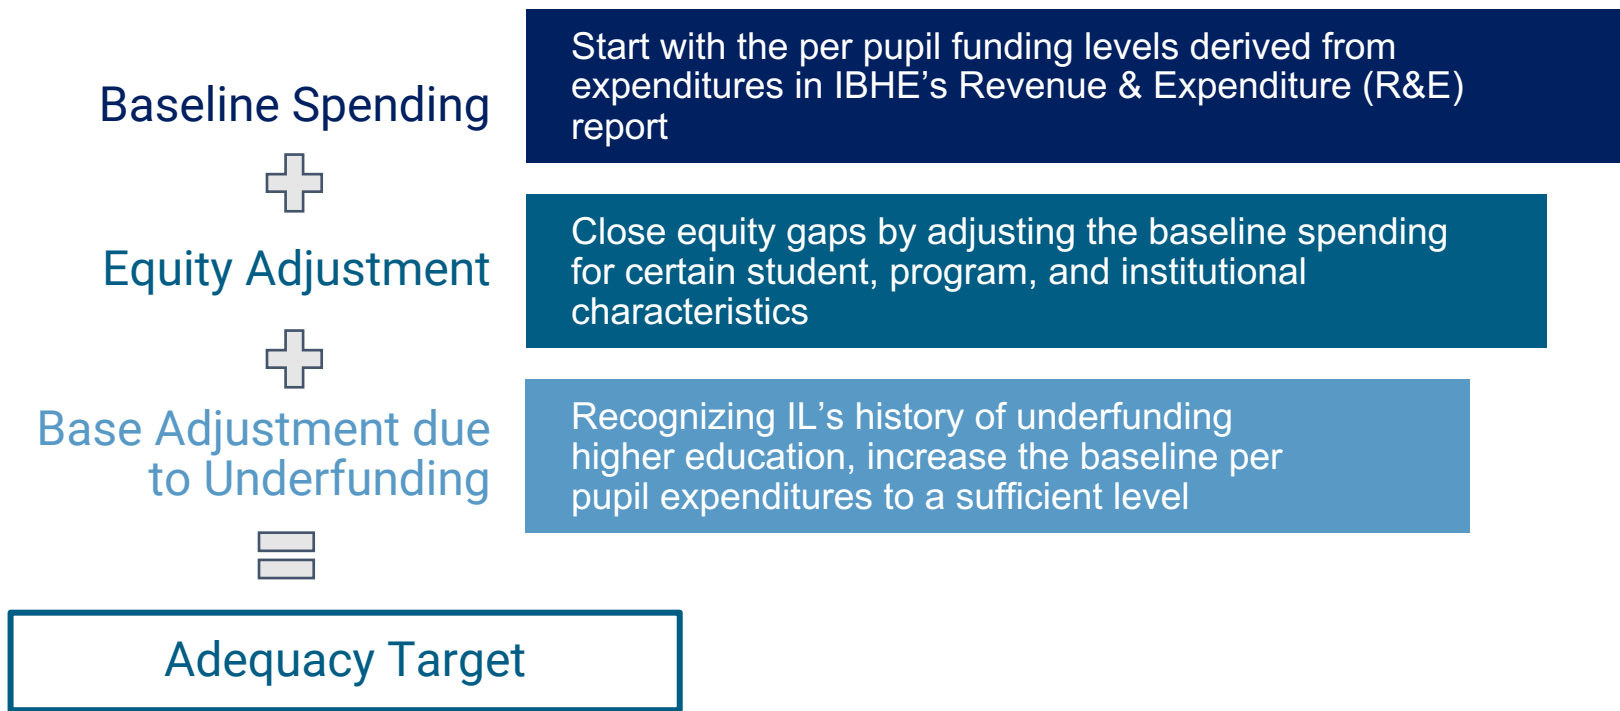 Baseline Spending
Start with the per pupil funding levels derived from
expenditures in IBHE’s Revenue & Expenditure (R&E)
report
Equity Adjustment
Close equity gaps by adjusting the baseline spending
for certain student, program, and institutional
characteristics
Base Adjustment due
to Underfunding
Recognizing IL’s history of underfunding
higher education, increase the baseline per
pupil expenditures to a sufficient level
Adequacy Target